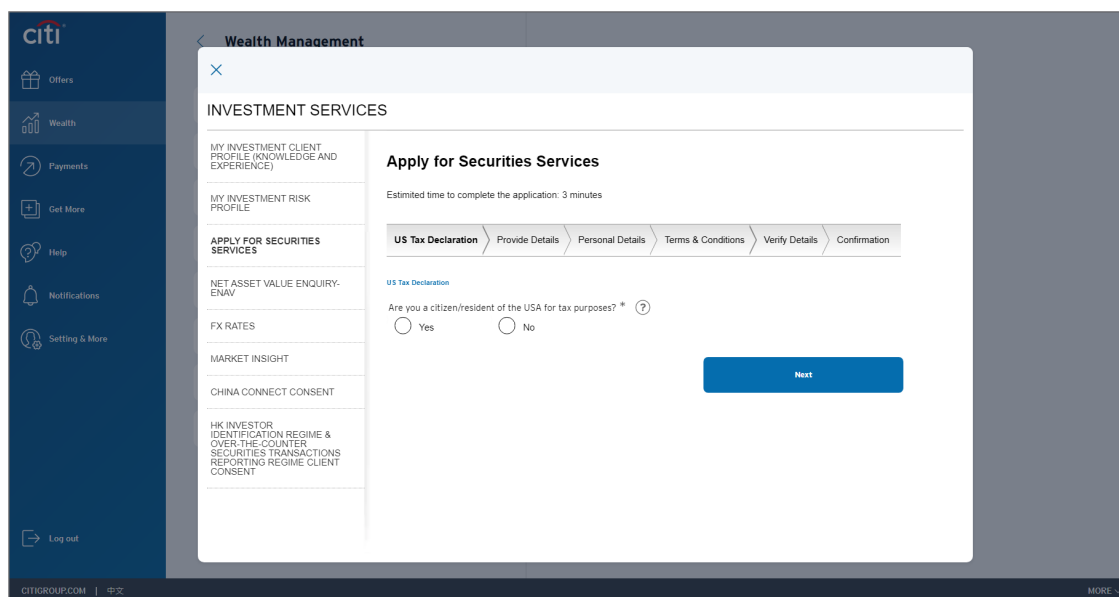 citi
Offers
Wealth
Payments
Get More
Help
Notifications
Setting & More
Log out
Wealth Management
INVESTMENT SERVICES
MY INVESTMENT CLIENT
PROFILE (KNOWLEDGE AND
EXPERIENCE)
MY INVESTMENT RISK
PROFILE
APPLY FOR SECURITIES
SERVICES
NET ASSET VALUE ENQUIRY-
ENAV
FX RATES
MARKET INSIGHT
CHINA CONNECT CONSENT
HK INVESTOR
IDENTIFICATION REGIME &
OVER-THE-COUNTER
SECURITIES TRANSACTIONS
REPORTING REGIME CLIENT
CONSENT
Apply for Securities Services
Estimited time to complete the application: 3 minutes
US Tax Declaration Provide Details Personal Details Terms & Conditions Verify Details Confirmation
US Tax Declaration
Are you a citizen/resident of the USA for tax purposes? * ?
Yes No
Next
CITIGROUP.COM | 中文 MORE